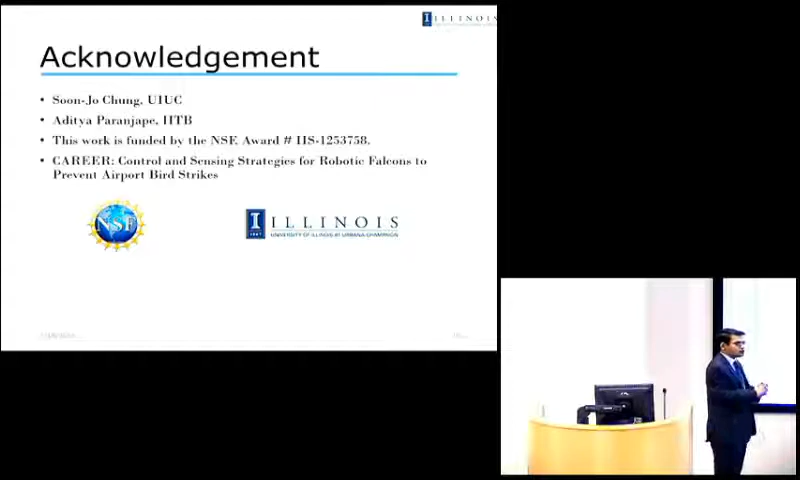 ILLINOIS
Acknowledgement
• Soon-Jo Chung, UIUC
• Aditya Paranjape, IITB
• This work is funded by the NSF Award # IIS-1253758.
• CAREER: Control and Sensing Strategies for Robotic Falcons to
Prevent Airport Bird Strikes
NSF
I ILLINOIS
UNIVERSITY OF ILLINOIS AT URBANA-CHAMPAIGN